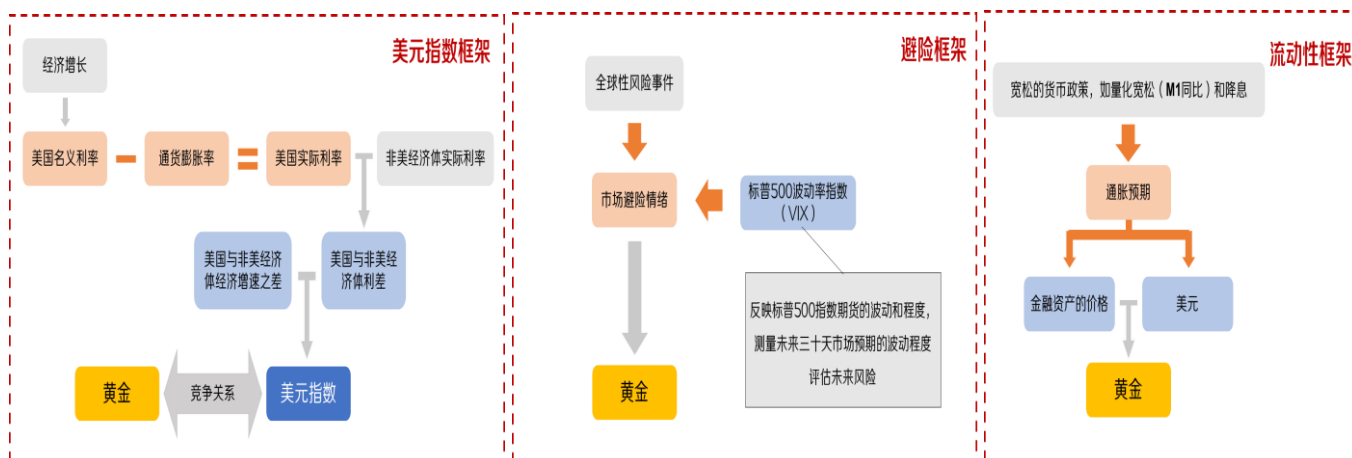 美元指数框架
经济增长
美国名义利率
通货膨胀率
美国实际利率
非美经济体实际利率
美国与非美经济
体经济增速之差
美国与非美经
济体利差
黄金
竞争关系
美元指数
避险框架
全球性风险事件
市场避险情绪
标普500波动率指数
（VIX）
反映标普500指数期货的波动和程度，
测量未来三十天市场预期的波动程度
评估未来风险
黄金
流动性框架
宽松的货币政策，如量化宽松（M1同比）和降息
通胀预期
金融资产的价格
美元
黄金